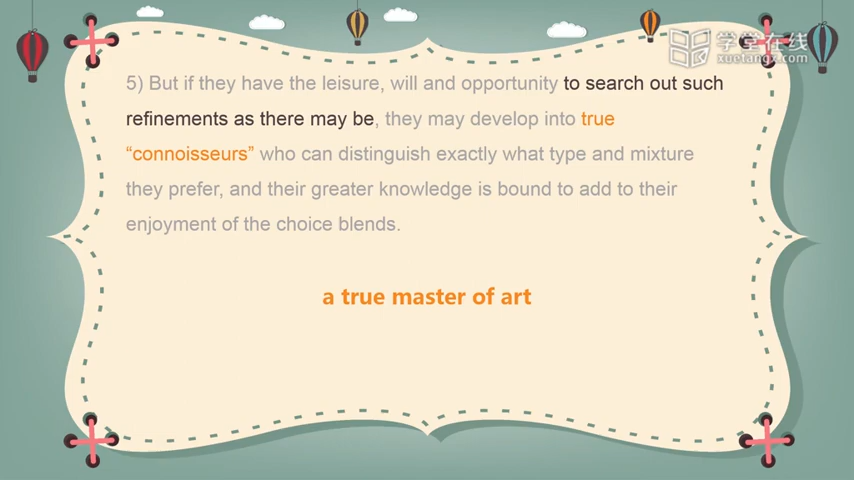 学堂在线
xuetangz.com
5) But if they have the leisure, will and opportunity to search out such
refinements as there may be, they may develop into true
“connoisseurs” who can distinguish exactly what type and mixture
they prefer, and their greater knowledge is bound to add to their
enjoyment of the choice blends.
a true master of art